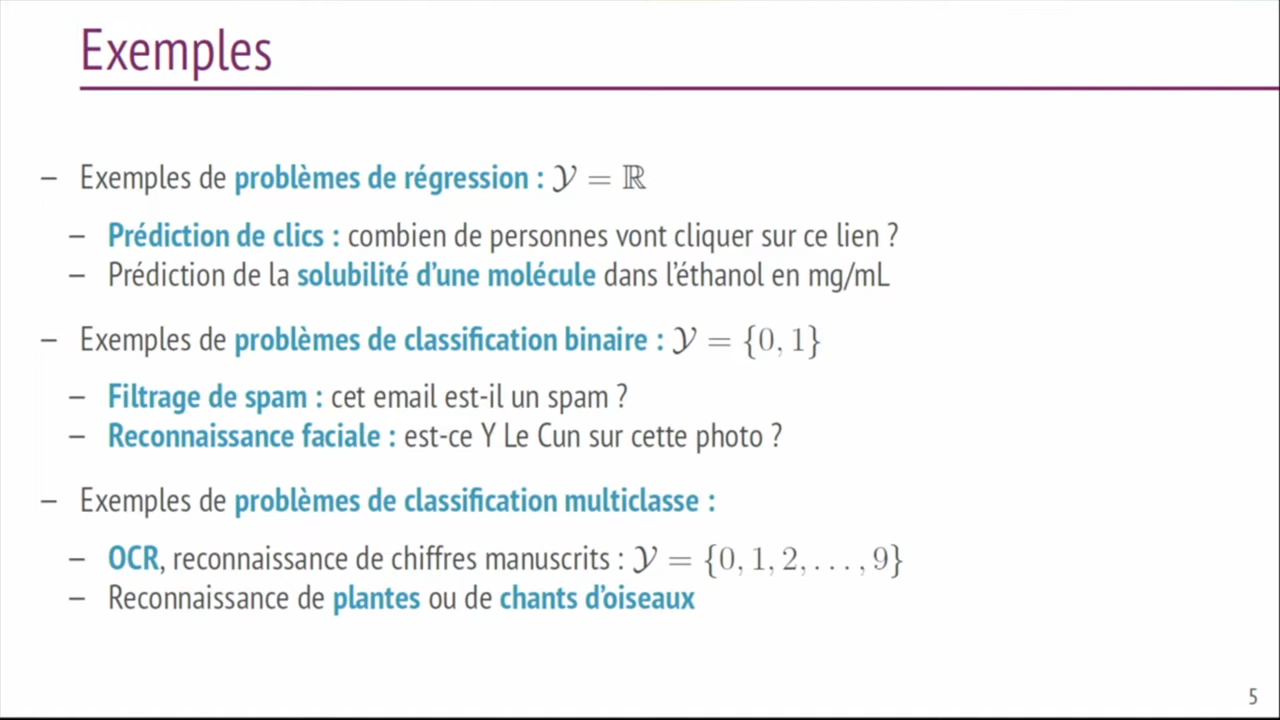 Exemples
– Exemples de problèmes de régression : 𝒴 = ℝ
– Prédiction de clics : combien de personnes vont cliquer sur ce lien ?
– Prédiction de la solubilité d’une molécule dans l’éthanol en mg/mL
– Exemples de problèmes de classification binaire : 𝒴 = {0, 1}
– Filtrage de spam : cet email est-il un spam ?
– Reconnaissance faciale : est-ce Y Le Cun sur cette photo ?
– Exemples de problèmes de classification multiclasse :
– OCR, reconnaissance de chiffres manuscrits : 𝒴 = {0, 1, 2, . . . , 9}
– Reconnaissance de plantes ou de chants d’oiseaux
5